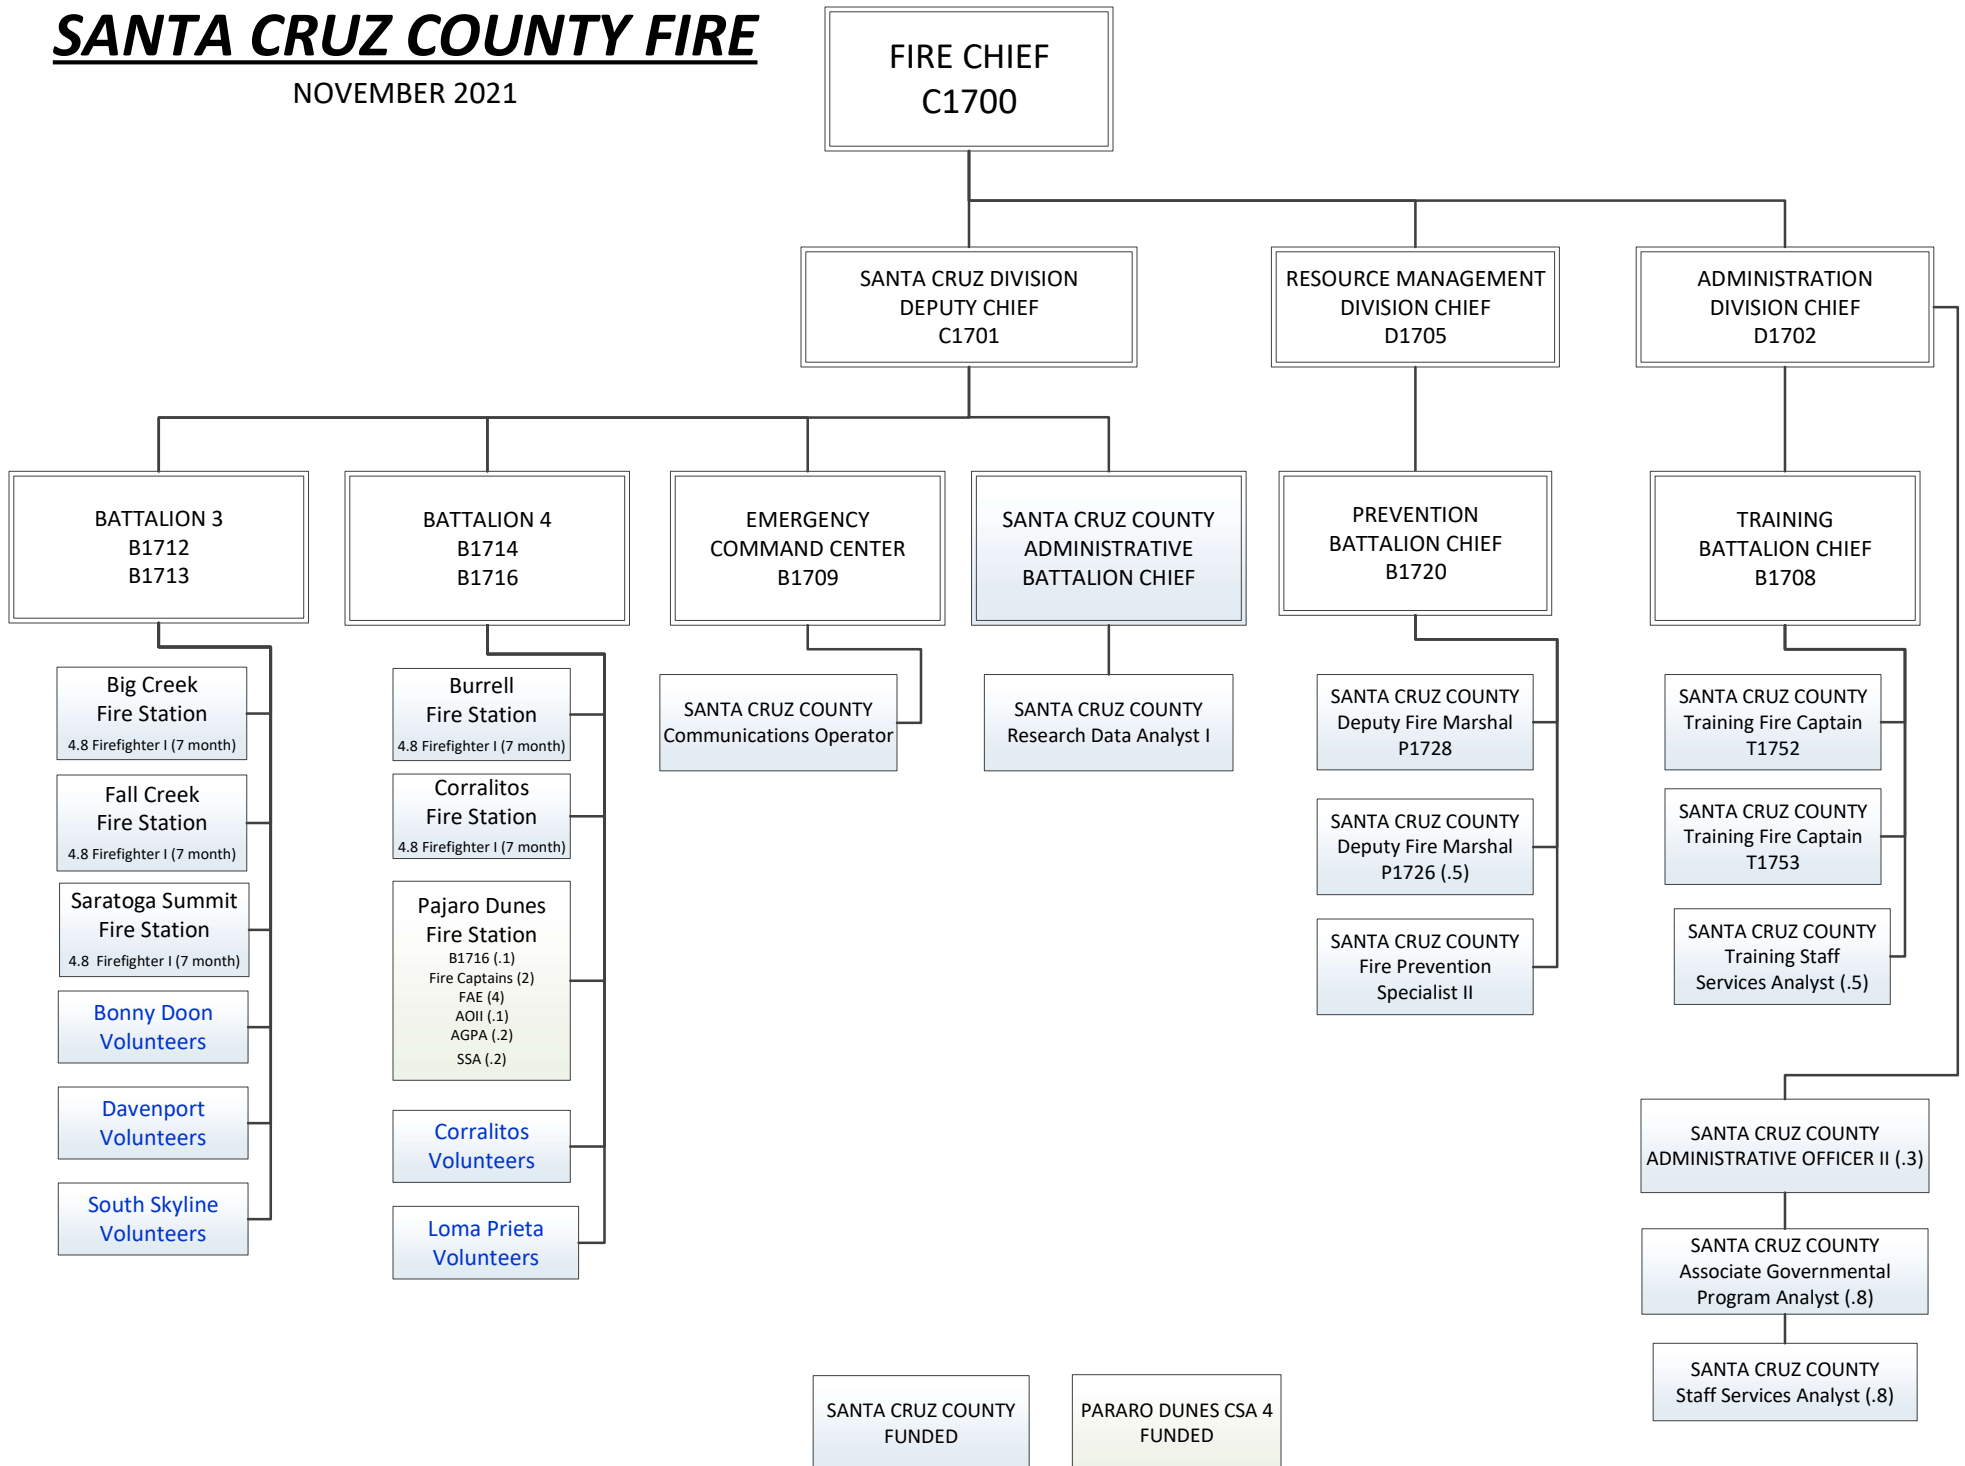 SANTA CRUZ COUNTY FIRE
NOVEMBER 2021
FIRE CHIEF
C1700
SANTA CRUZ DIVISION
DEPUTY CHIEF
C1701
RESOURCE MANAGEMENT
DIVISION CHIEF
D1705
ADMINISTRATION
DIVISION CHIEF
D1702
BATTALION 3
B1712
B1713
BATTALION 4
B1714
B1716
EMERGENCY
COMMAND CENTER
B1709
SANTA CRUZ COUNTY
ADMINISTRATIVE
BATTALION CHIEF
PREVENTION
BATTALION CHIEF
B1720
TRAINING
BATTALION CHIEF
B1708
Big Creek
Fire Station
4.8 Firefighter I (7 month)
Fall Creek
Fire Station
4.8 Firefighter I (7 month)
Saratoga Summit
Fire Station
4.8 Firefighter I (7 month)
Bonny Doon
Volunteers
Davenport
Volunteers
South Skyline
Volunteers
Burrell
Fire Station
4.8 Firefighter I (7 month)
Corralitos
Fire Station
4.8 Firefighter I (7 month)
Pajaro Dunes
Fire Station
B1716 (.1)
Fire Captains (2)
FAE (4)
AOII (.1)
AGPA (.2)
SSA (.2)
Corralitos
Volunteers
Loma Prieta
Volunteers
SANTA CRUZ COUNTY
Communications Operator
SANTA CRUZ COUNTY
Research Data Analyst I
SANTA CRUZ COUNTY
Deputy Fire Marshal
P1728
SANTA CRUZ COUNTY
Deputy Fire Marshal
P1726 (.5)
SANTA CRUZ COUNTY
Fire Prevention
Specialist II
SANTA CRUZ COUNTY
Training Fire Captain
T1752
SANTA CRUZ COUNTY
Training Fire Captain
T1753
SANTA CRUZ COUNTY
Training Staff
Services Analyst (.5)
SANTA CRUZ COUNTY
ADMINISTRATIVE OFFICER II (.3)
SANTA CRUZ COUNTY
Associate Governmental
Program Analyst (.8)
SANTA CRUZ COUNTY
Staff Services Analyst (.8)
SANTA CRUZ COUNTY
FUNDED
PARARO DUNES CSA 4
FUNDED